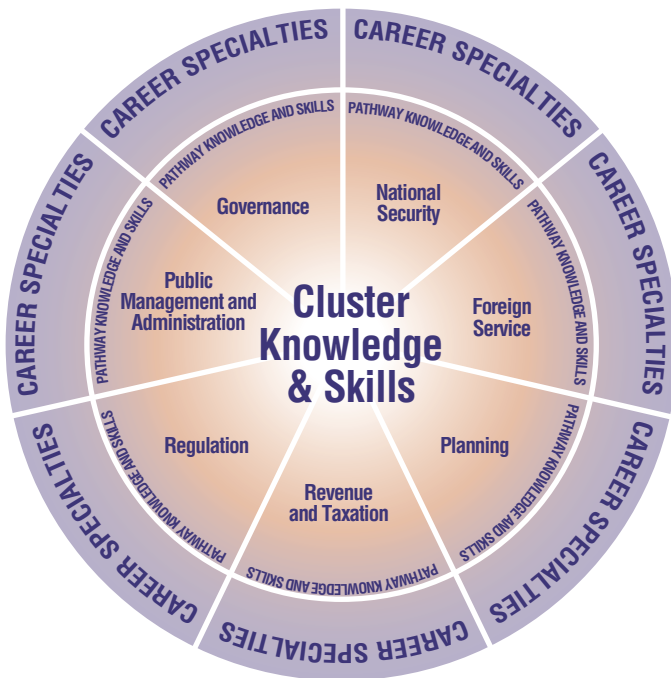 CAREER SPECIALTIES
CAREER SPECIALTIES
CAREER SPECIALTIES
CAREER SPECIALTIES
CAREER SPECIALTIES
CAREER SPECIALTIES
CAREER SPECIALTIES
PATHWAY KNOWLEDGE AND SKILLS
PATHWAY KNOWLEDGE AND SKILLS
PATHWAY KNOWLEDGE AND SKILLS
PATHWAY KNOWLEDGE AND SKILLS
PATHWAY KNOWLEDGE AND SKILLS
PATHWAY KNOWLEDGE AND SKILLS
PATHWAY KNOWLEDGE AND SKILLS
Governance
National
Security
Public
Management and
Administration
Foreign
Service
Cluster
Knowledge
& Skills
Regulation
Planning
Revenue
and Taxation